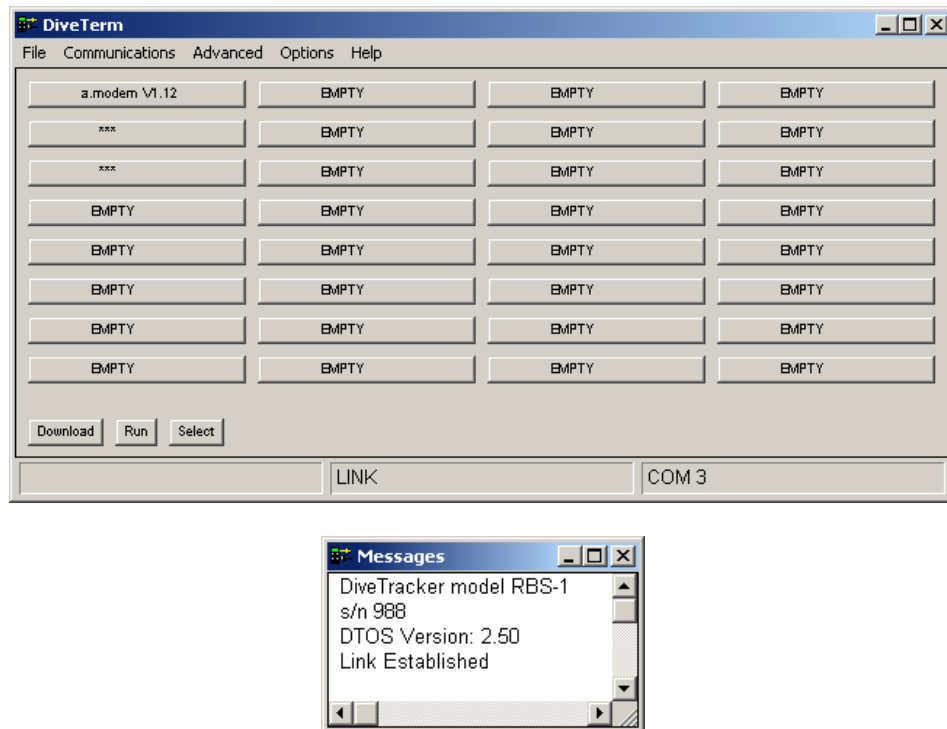 DiveTerm
File Communications Advanced Options Help
a.modem V1.12 EMPTY EMPTY EMPTY
*** EMPTY EMPTY EMPTY
*** EMPTY EMPTY EMPTY
EMPTY EMPTY EMPTY EMPTY
EMPTY EMPTY EMPTY EMPTY
EMPTY EMPTY EMPTY EMPTY
EMPTY EMPTY EMPTY EMPTY
EMPTY EMPTY EMPTY EMPTY
Download Run Select
LINK COM 3
Messages
DiveTracker model RBS-1
s/n 988
DTOS Version: 2.50
Link Established